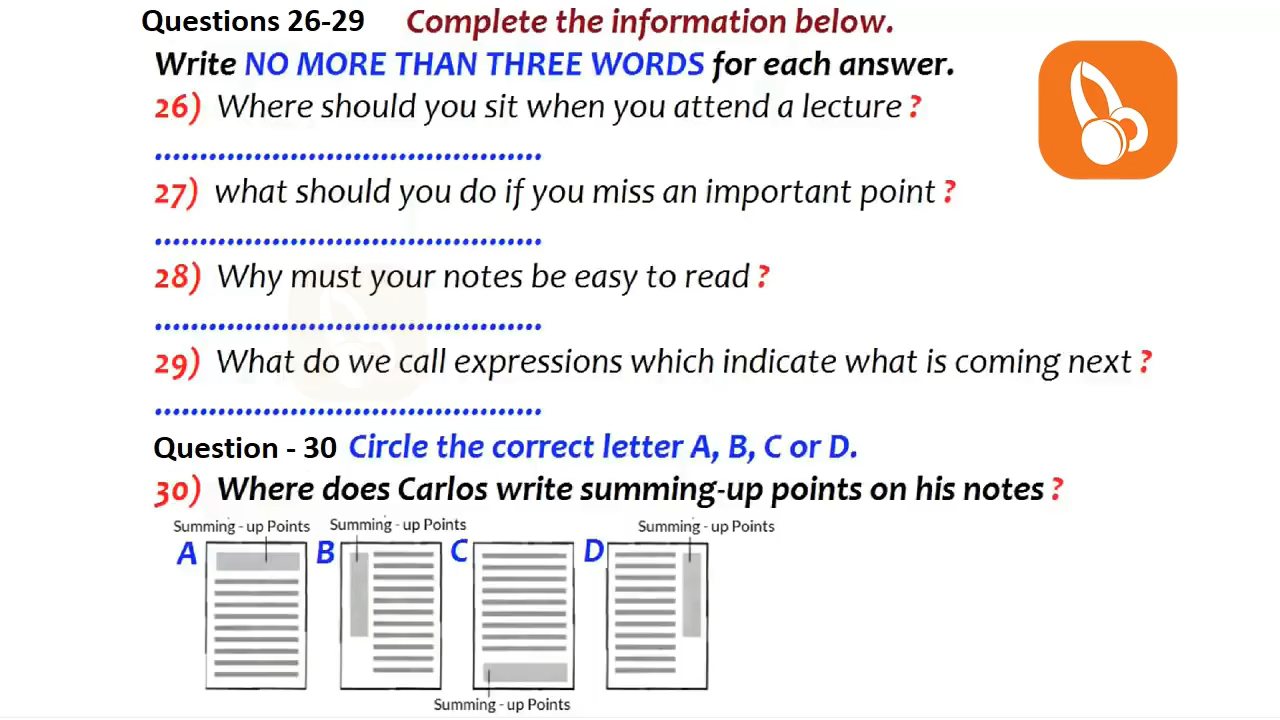 Questions 26-29 Complete the information below.
Write NO MORE THAN THREE WORDS for each answer.
26) Where should you sit when you attend a lecture ?
...........................................
27) what should you do if you miss an important point ?
...........................................
28) Why must your notes be easy to read ?
...........................................
29) What do we call expressions which indicate what is coming next ?
...........................................
Question - 30 Circle the correct letter A, B, C or D.
30) Where does Carlos write summing-up points on his notes ?
Summing - up Points Summing - up Points Summing - up Points
A B C D
Summing - up Points